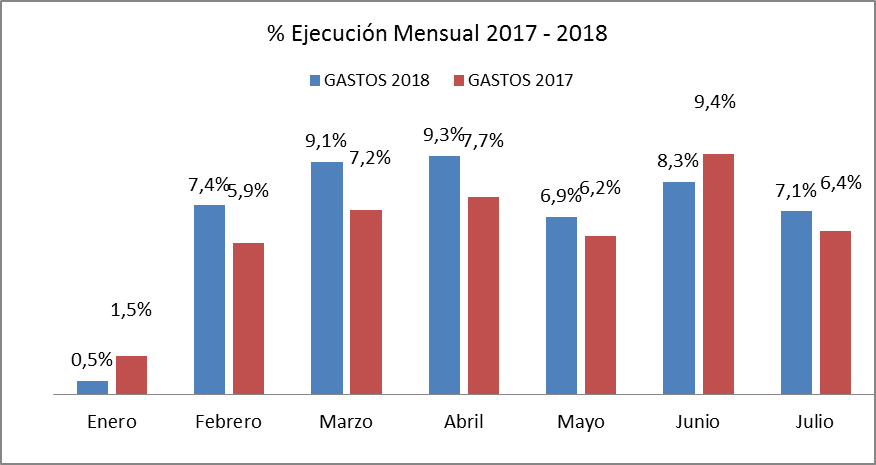 % Ejecución Mensual 2017 - 2018
GASTOS 2018 GASTOS 2017
0,5% 1,5% 7,4% 5,9% 9,1% 7,2% 9,3% 7,7% 6,9% 6,2% 8,3% 9,4% 7,1% 6,4%
Enero Febrero Marzo Abril Mayo Junio Julio